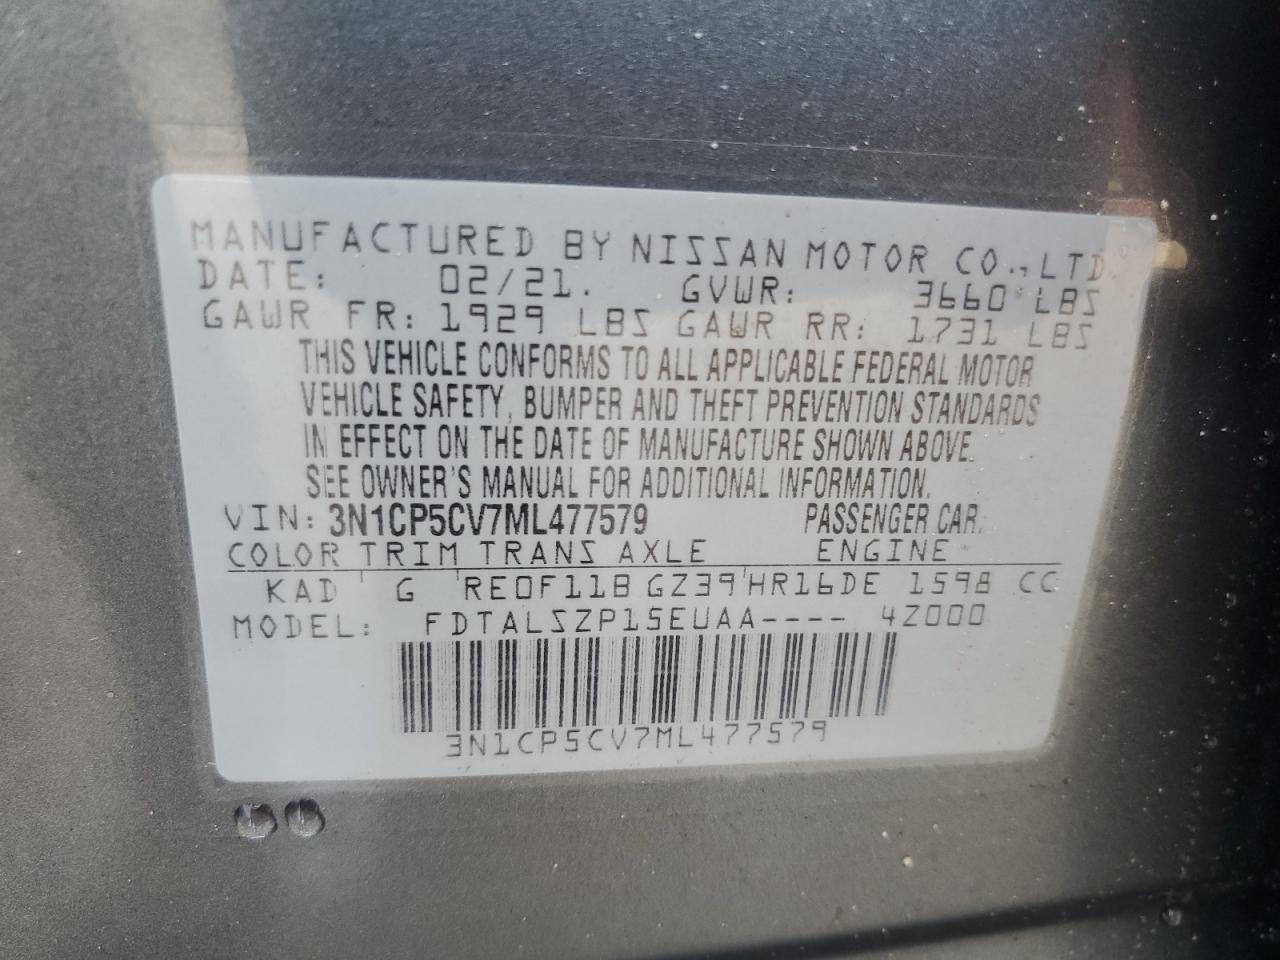 MANUFACTURED BY NISSAN MOTOR CO., LTD.
DATE: 02/21. GVWR: 3660 LBS
GAWR FR: 1929 LBS GAWR RR: 1731 LBS
THIS VEHICLE CONFORMS TO ALL APPLICABLE FEDERAL MOTOR
VEHICLE SAFETY, BUMPER AND THEFT PREVENTION STANDARDS
IN EFFECT ON THE DATE OF MANUFACTURE SHOWN ABOVE.
SEE OWNER'S MANUAL FOR ADDITIONAL INFORMATION.
VIN: 3N1CP5CV7ML477579 PASSENGER CAR.
COLOR TRIM TRANS AXLE ENGINE
KAD G RE0F11B GZ39 HR16DE 1598 CC
MODEL: FDTALSZP15EUAA---- 4Z000
3N1CP5CV7ML477579